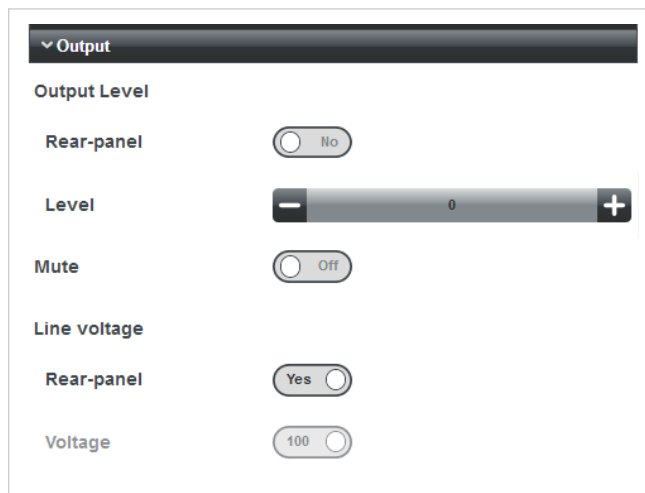 Output
Output Level
Rear-panel No
Level 0
Mute Off
Line voltage
Rear-panel Yes
Voltage 100